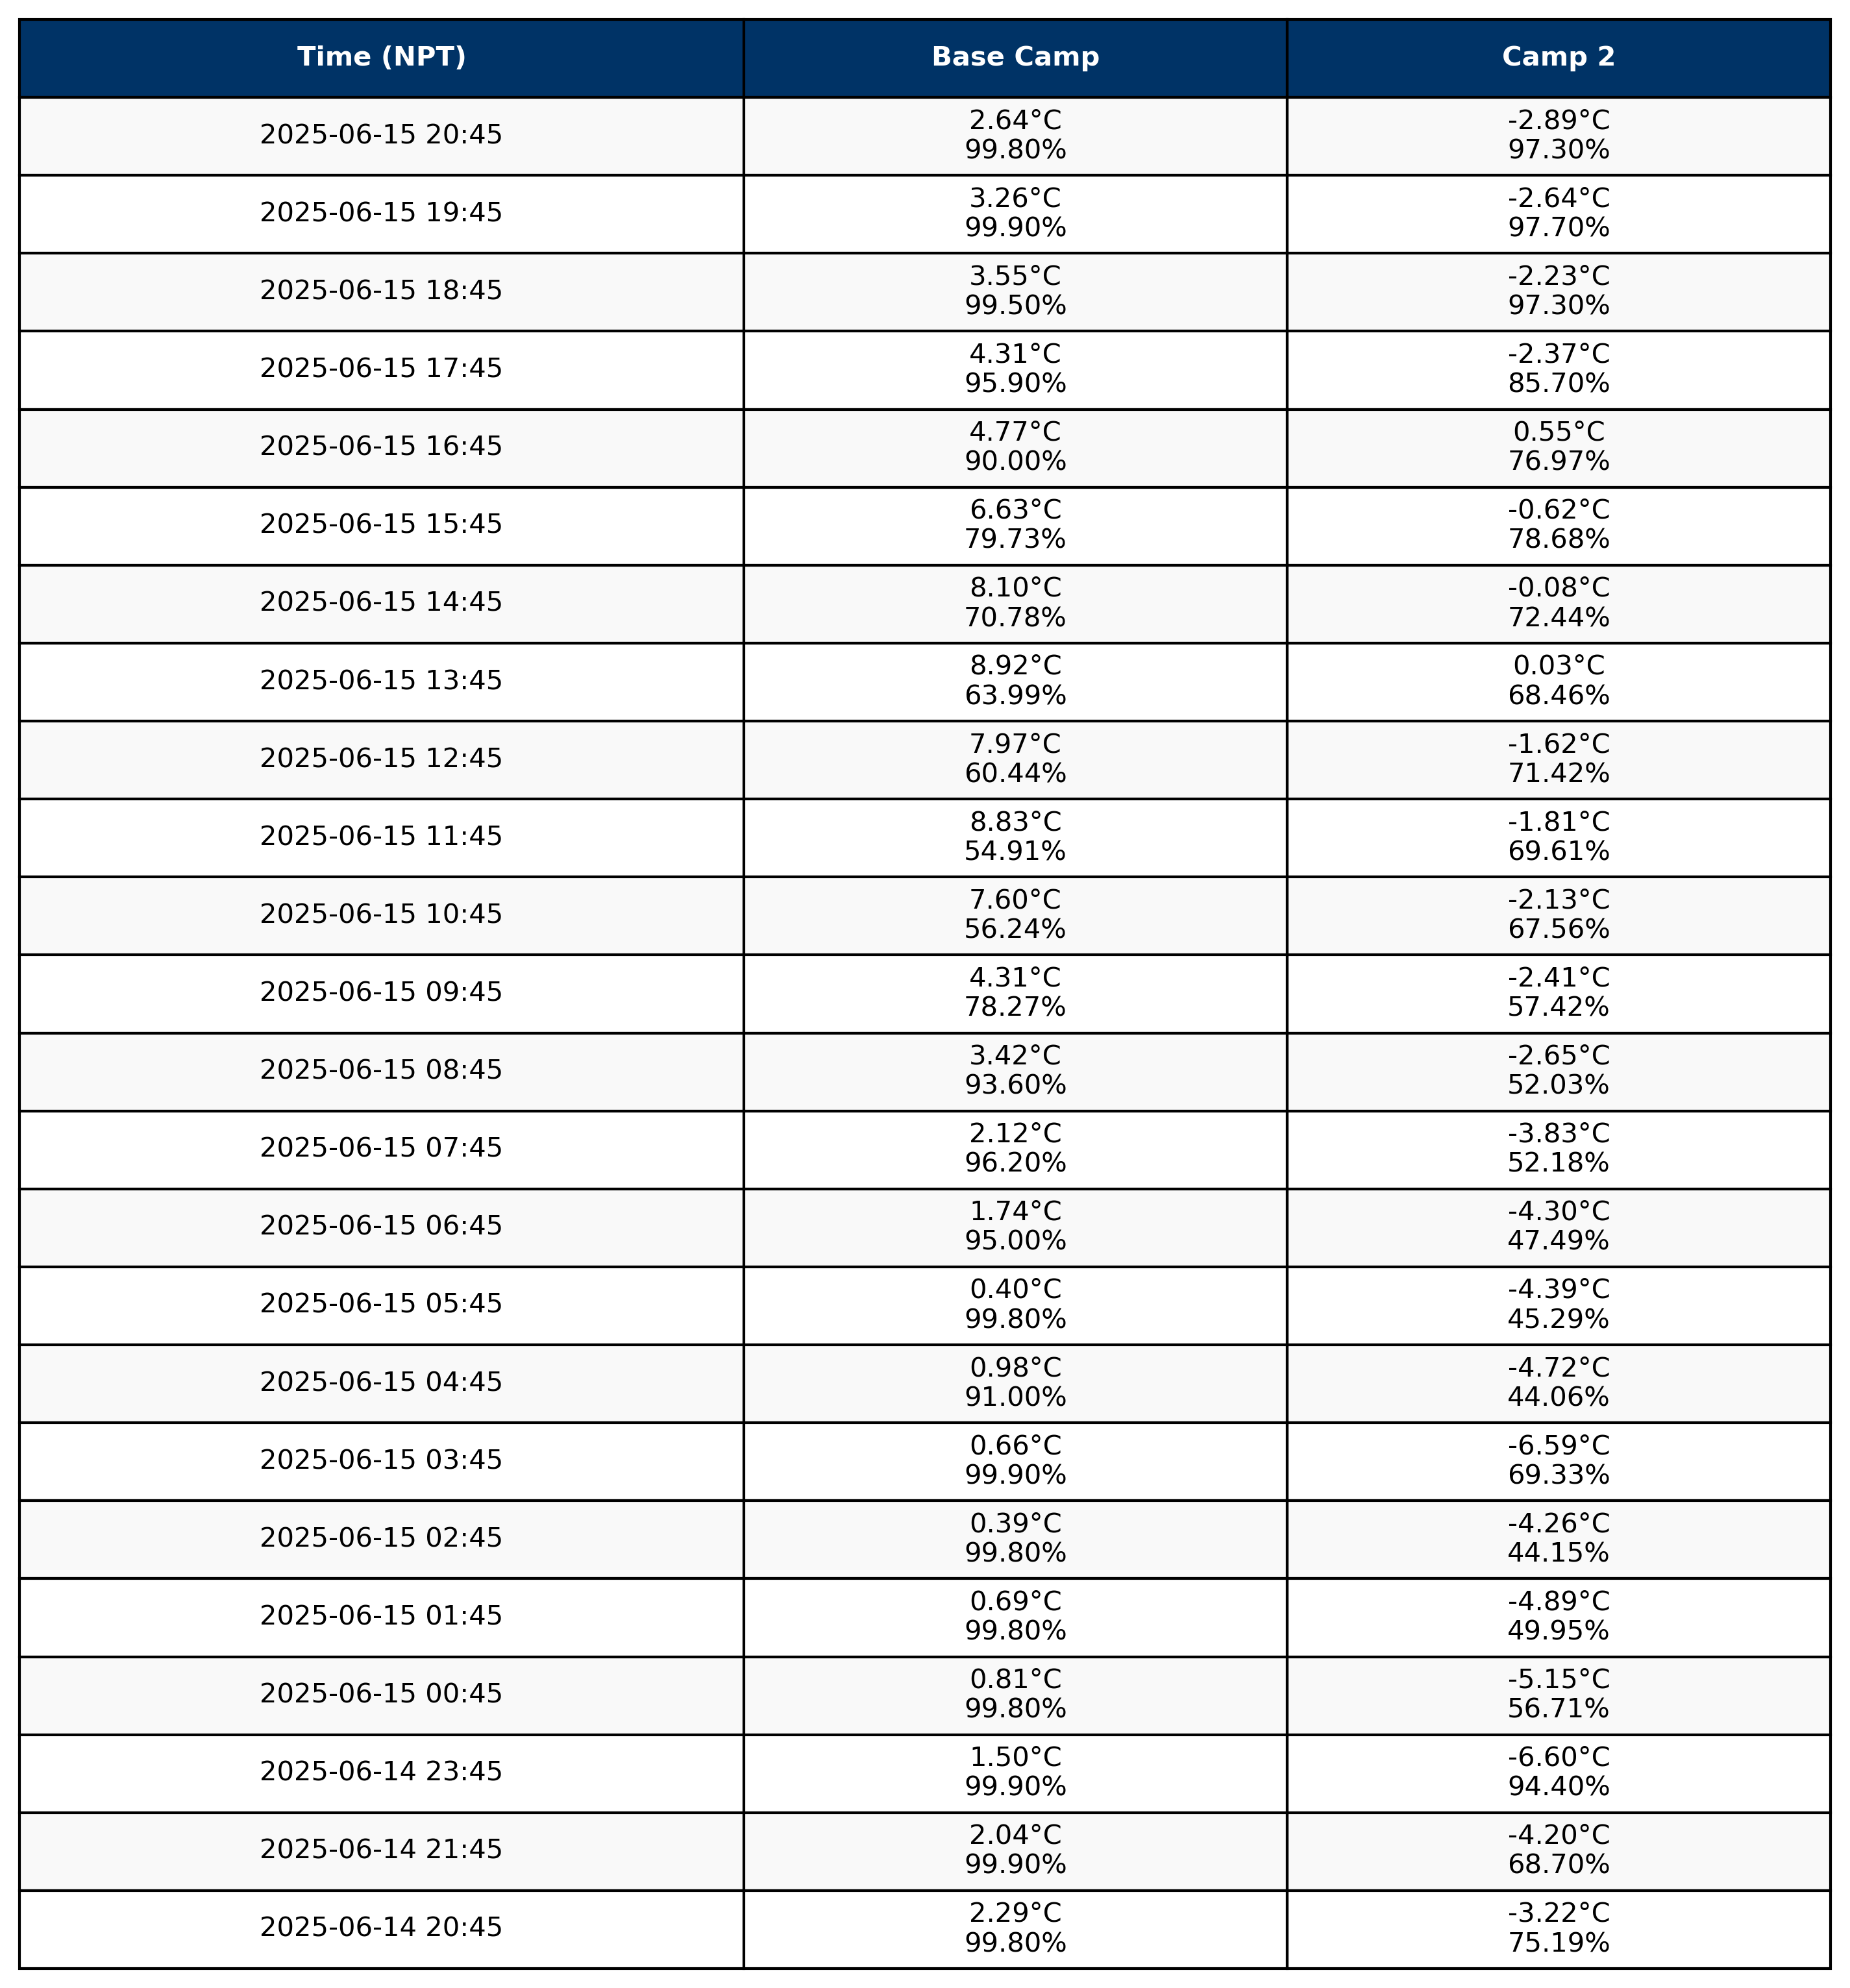 Time (NPT) Base Camp Camp 2
2025-06-15 20:45 2.64°C -2.89°C
99.80% 97.30%
2025-06-15 19:45 3.26°C -2.64°C
99.90% 97.70%
2025-06-15 18:45 3.55°C -2.23°C
99.50% 97.30%
2025-06-15 17:45 4.31°C -2.37°C
95.90% 85.70%
2025-06-15 16:45 4.77°C 0.55°C
90.00% 76.97%
2025-06-15 15:45 6.63°C -0.62°C
79.73% 78.68%
2025-06-15 14:45 8.10°C -0.08°C
70.78% 72.44%
2025-06-15 13:45 8.92°C 0.03°C
63.99% 68.46%
2025-06-15 12:45 7.97°C -1.62°C
60.44% 71.42%
2025-06-15 11:45 8.83°C -1.81°C
54.91% 69.61%
2025-06-15 10:45 7.60°C -2.13°C
56.24% 67.56%
2025-06-15 09:45 4.31°C -2.41°C
78.27% 57.42%
2025-06-15 08:45 3.42°C -2.65°C
93.60% 52.03%
2025-06-15 07:45 2.12°C -3.83°C
96.20% 52.18%
2025-06-15 06:45 1.74°C -4.30°C
95.00% 47.49%
2025-06-15 05:45 0.40°C -4.39°C
99.80% 45.29%
2025-06-15 04:45 0.98°C -4.72°C
91.00% 44.06%
2025-06-15 03:45 0.66°C -6.59°C
99.90% 69.33%
2025-06-15 02:45 0.39°C -4.26°C
99.80% 44.15%
2025-06-15 01:45 0.69°C -4.89°C
99.80% 49.95%
2025-06-15 00:45 0.81°C -5.15°C
99.80% 56.71%
2025-06-14 23:45 1.50°C -6.60°C
99.90% 94.40%
2025-06-14 21:45 2.04°C -4.20°C
99.90% 68.70%
2025-06-14 20:45 2.29°C -3.22°C
99.80% 75.19%